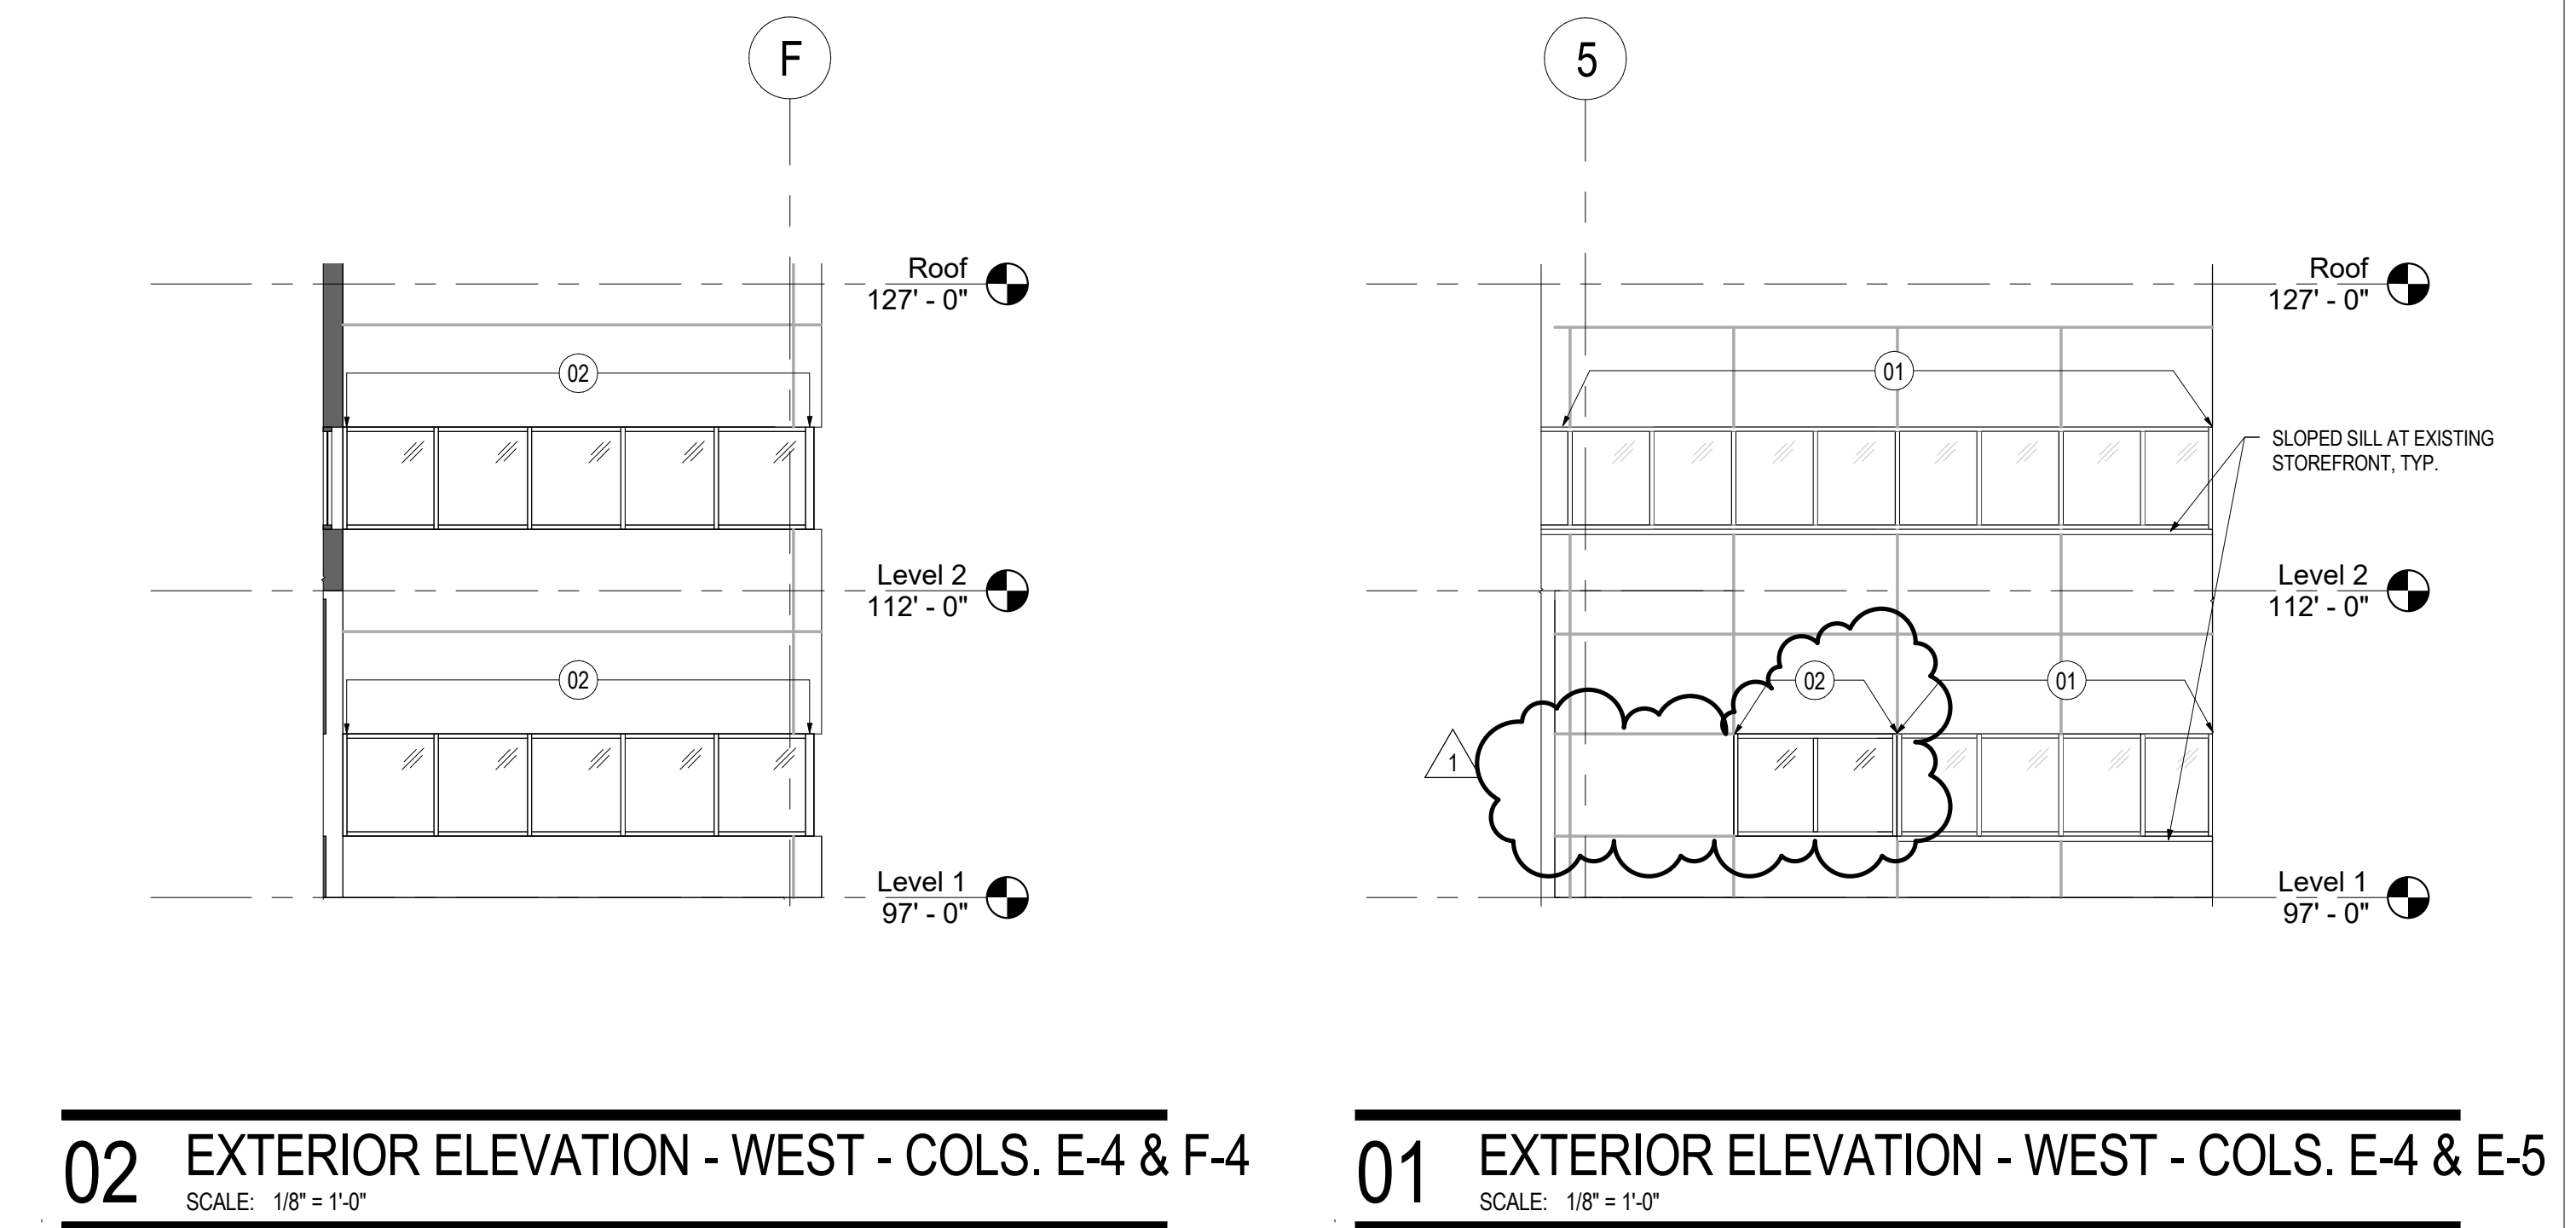 F
Roof
127' - 0"
02
Level 2
112' - 0"
02
Level 1
97' - 0"
02 EXTERIOR ELEVATION - WEST - COLS. E-4 & F-4
SCALE: 1/8" = 1'-0"
5
Roof
127' - 0"
01
SLOPED SILL AT EXISTING
STOREFRONT, TYP.
Level 2
112' - 0"
02
01
1
Level 1
97' - 0"
01 EXTERIOR ELEVATION - WEST - COLS. E-4 & E-5
SCALE: 1/8" = 1'-0"